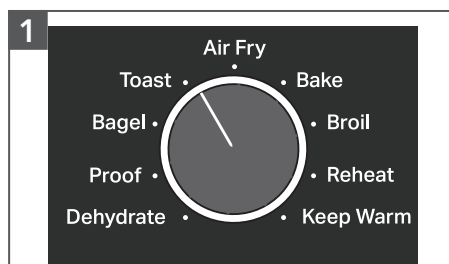 1
Air Fry
Toast
Bake
Bagel
Broil
Proof
Reheat
Dehydrate
Keep Warm